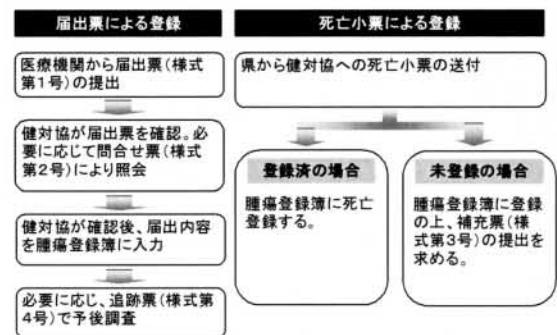 届出票による登録
医療機関から届出票(様式
第1号)の提出
健対協が届出票を確認。必
要に応じて問合せ票(様式
第2号)により照会
健対協が確認後、届出内容
を腫瘍登録簿に入力
必要に応じ、追跡票(様式第
4号)で予後調査
死亡小票による登録
県から健対協への死亡小票の送付
登録済の場合
腫瘍登録簿に死亡
登録する。
未登録の場合
腫瘍登録簿に登録
の上、補充票(様
式第3号)の提出を
求める。